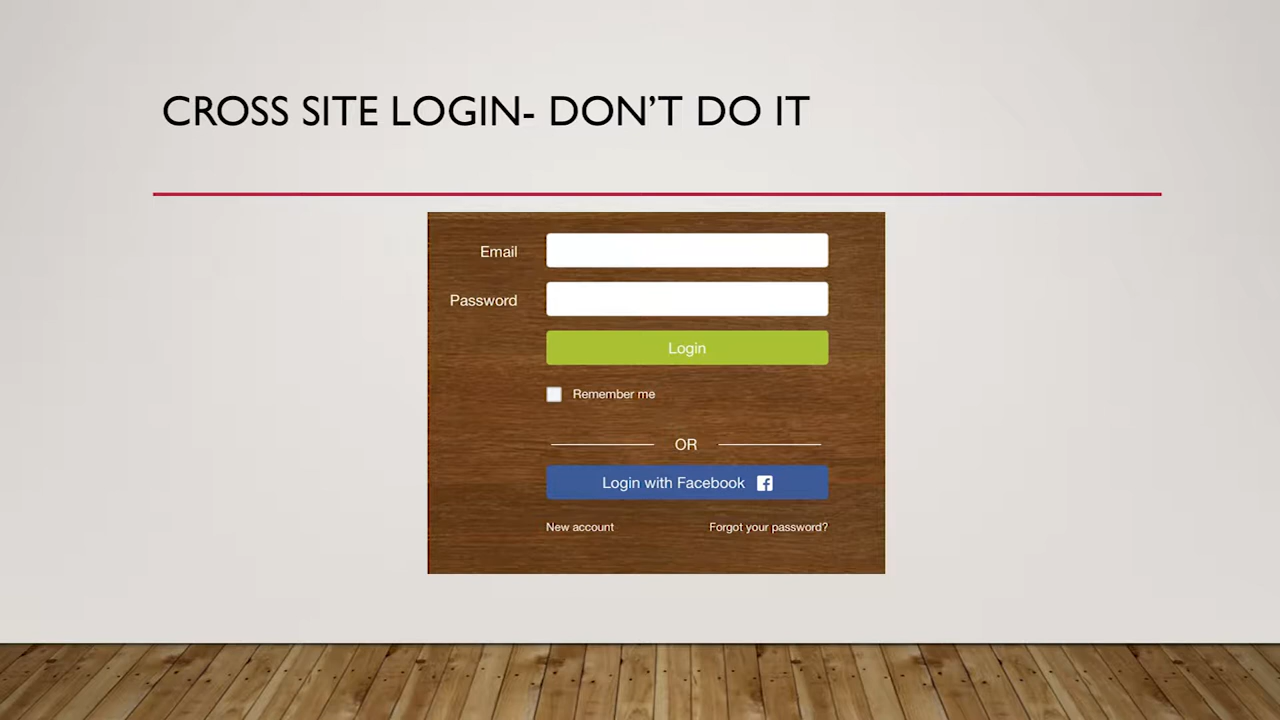 CROSS SITE LOGIN- DON'T DO IT
Email
Password
Login
Remember me
OR
Login with Facebook
New account
Forgot your password?